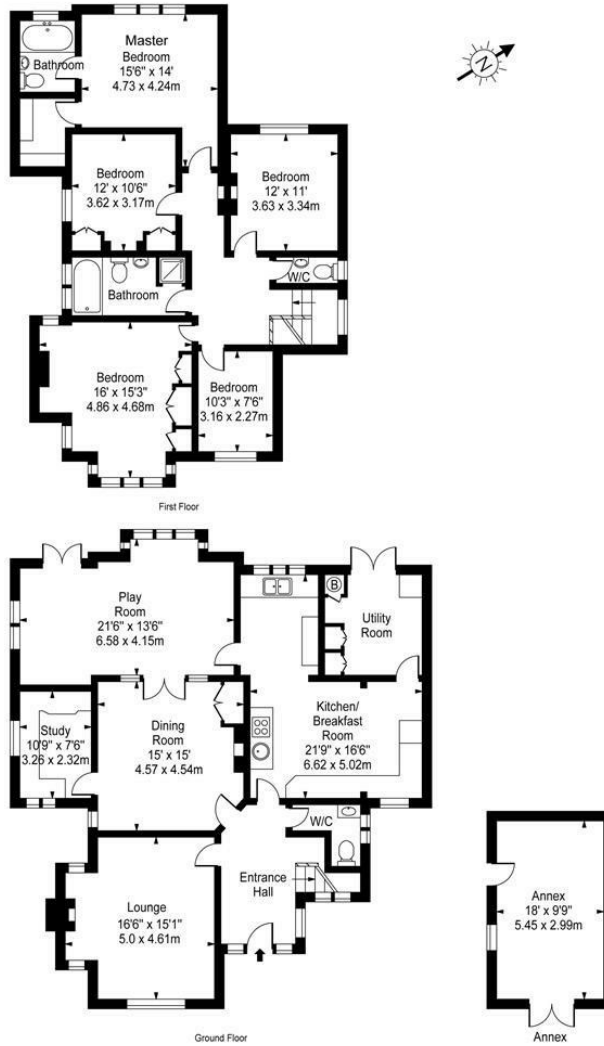 Master
Bedroom
15'6" x 14'
4.73 x 4.24m
Bathroom
N
Bedroom
12' x 10'6"
3.62 x 3.17m
Bedroom
12' x 11'
3.63 x 3.34m
W/C
Bathroom
Bedroom
16' x 15'3"
4.86 x 4.68m
Bedroom
10'3" x 7'6"
3.16 x 2.27m
First Floor
Play
Room
21'6" x 13'6"
6.58 x 4.15m
B
Utility
Room
Study
10'9" x 7'6"
3.26 x 2.32m
Dining
Room
15' x 15'
4.57 x 4.54m
Kitchen/
Breakfast
Room
21'9" x 16'6"
6.62 x 5.02m
W/C
Entrance
Hall
Lounge
16'6" x 15'1"
5.0 x 4.61m
Annex
18' x 9'9"
5.45 x 2.99m
Ground Floor
Annex